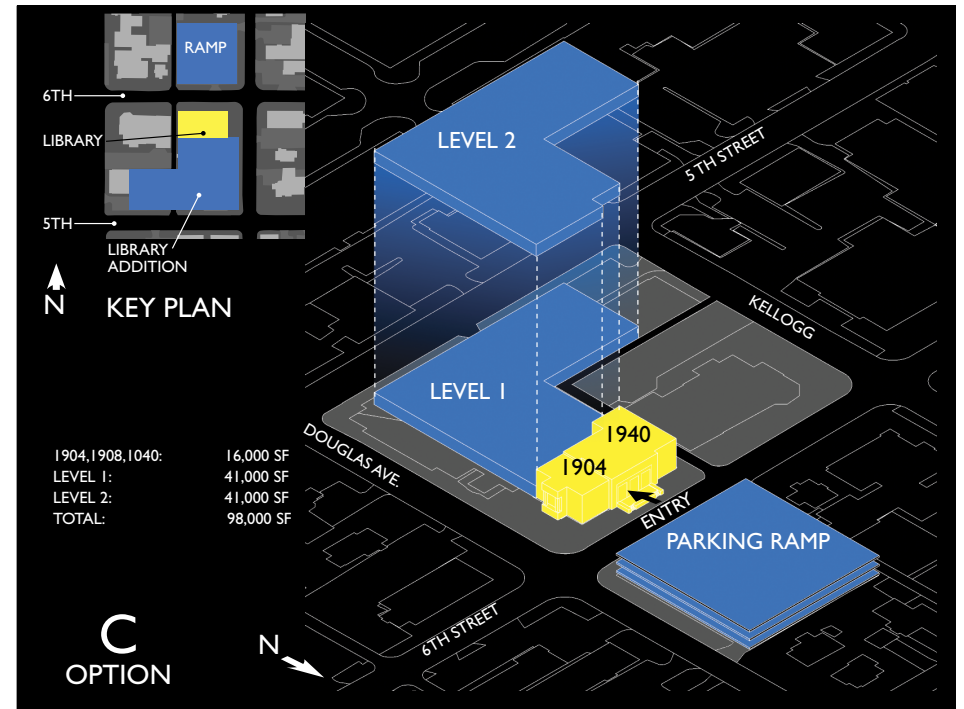 RAMP
6TH
LIBRARY
5TH
LIBRARY
ADDITION
N
KEY PLAN
LEVEL 2
5 TH STREET
KELLOGG
LEVEL 1
DOUGLAS AVE.
1940
1904
ENTRY
PARKING RAMP
6TH STREET
1904,1908,1040: 16,000 SF
LEVEL 1: 41,000 SF
LEVEL 2: 41,000 SF
TOTAL: 98,000 SF
C
OPTION
N